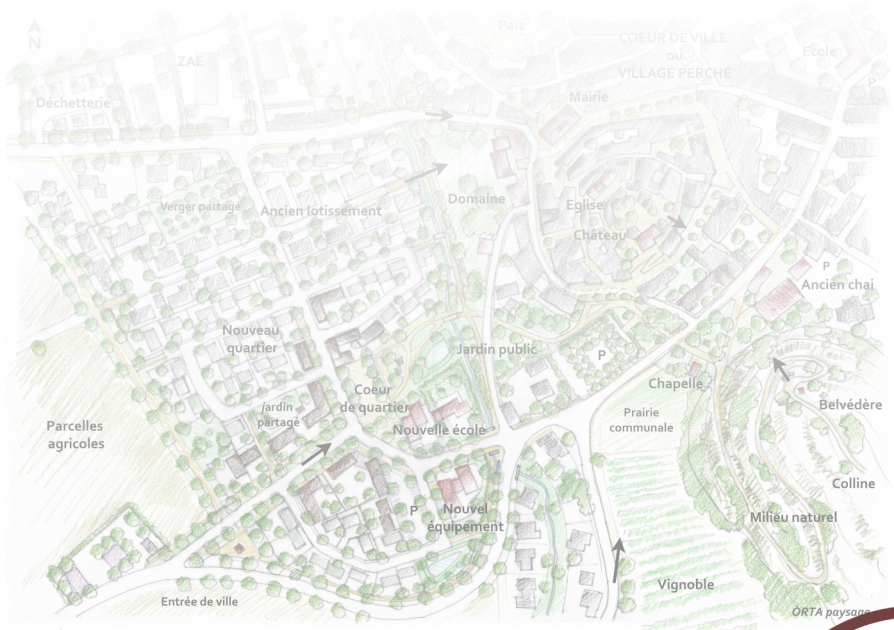 N
Parc
COEUR DE VILLE
ou
VILLAGE PERCHÉ
Ecole
P
ZAE
Déchetterie
Mairie
Verger partagé
Ancien lotissement
Domaine
Eglise
Château
P
Ancien chai
Nouveau
quartier
Jardin public
P
Chapelle
Belvédère
Coeur
de quartier
jardin
partagé
Prairie
communale
Parcelles
agricoles
Nouvelle école
Colline
P
Nouvel
équipement
Milieu naturel
Vignoble
Entrée de ville
ORTA paysage